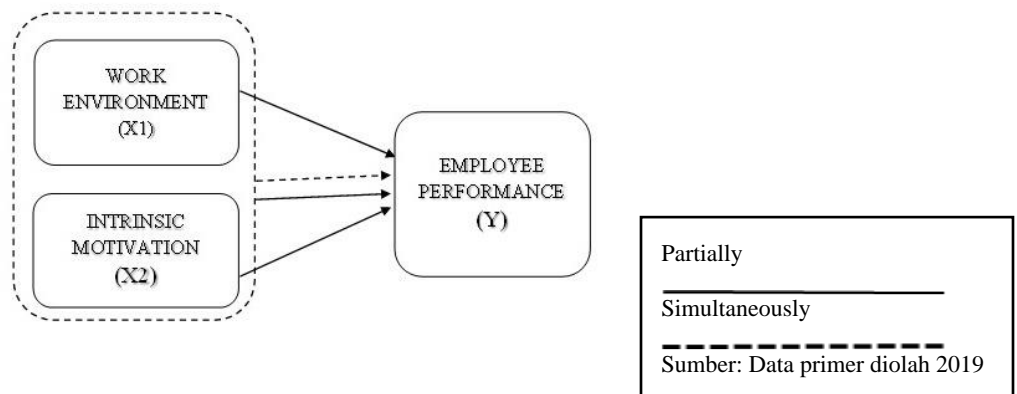 WORK
ENVIRONMENT
(X1)
INTRINSIC
MOTIVATION
(X2)
EMPLOYEE
PERFORMANCE
(Y)
Partially
Simultaneously
Sumber: Data primer diolah 2019